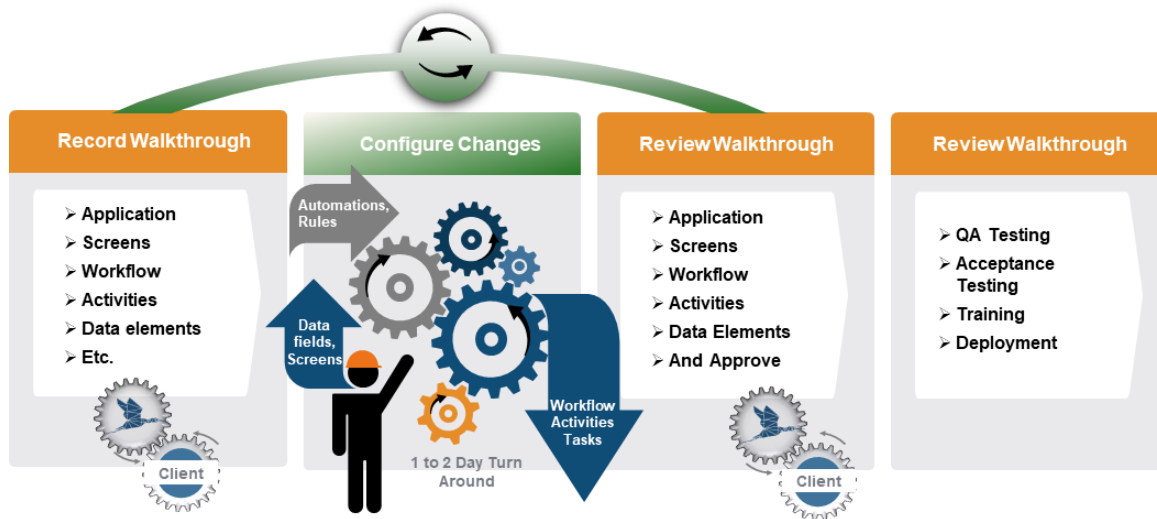 Record Walkthrough
Application
Screens
Workflow
Activities
Data elements
Etc.
Client
Configure Changes
Automations,
Rules
Data
fields,
Screens
Workflow
Activities
Tasks
1 to 2 Day Turn
Around
Review Walkthrough
Application
Screens
Workflow
Activities
Data Elements
And Approve
Client
Review Walkthrough
QA Testing
Acceptance
Testing
Training
Deployment